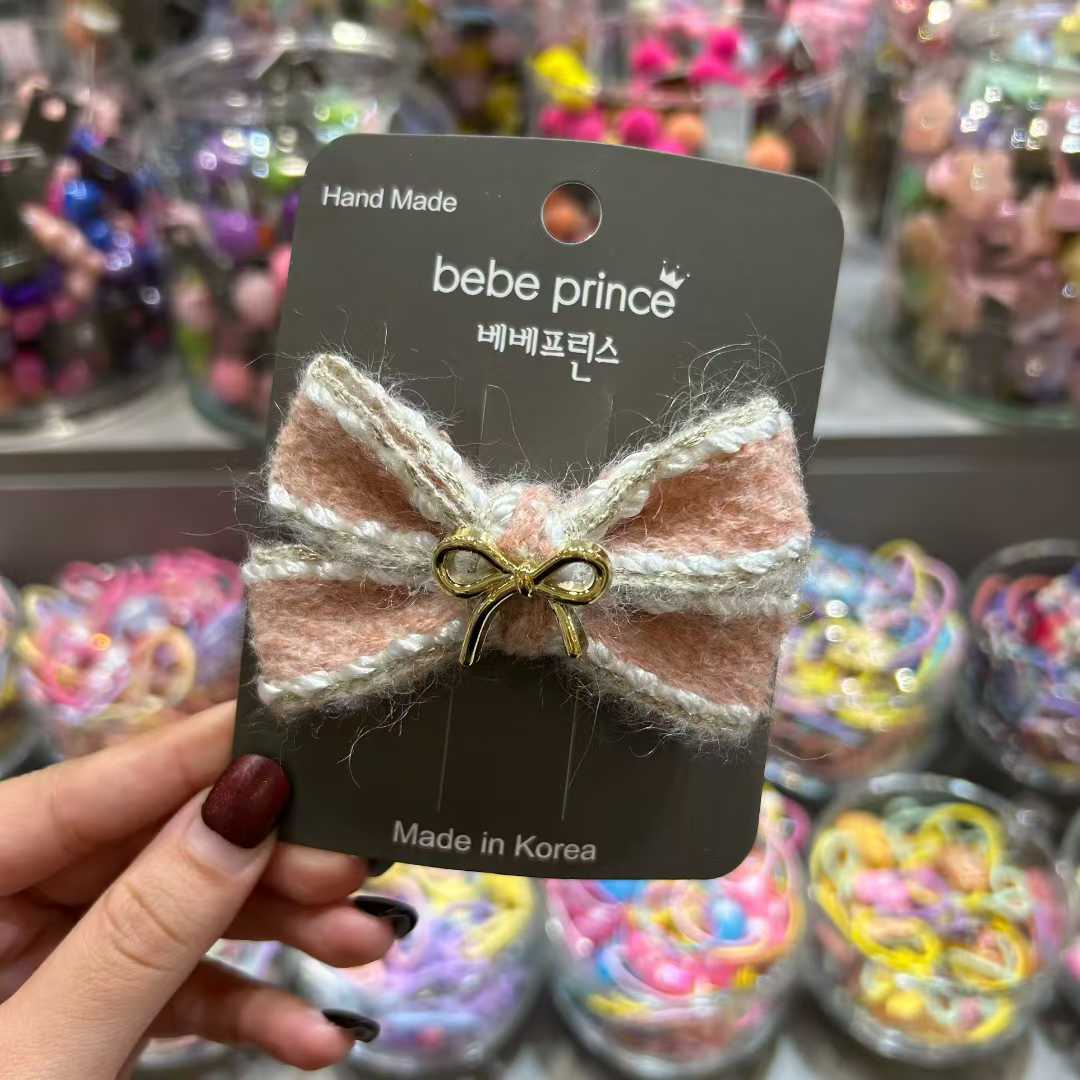 Hand Made
bebe prince
베베프린스
Made in Korea